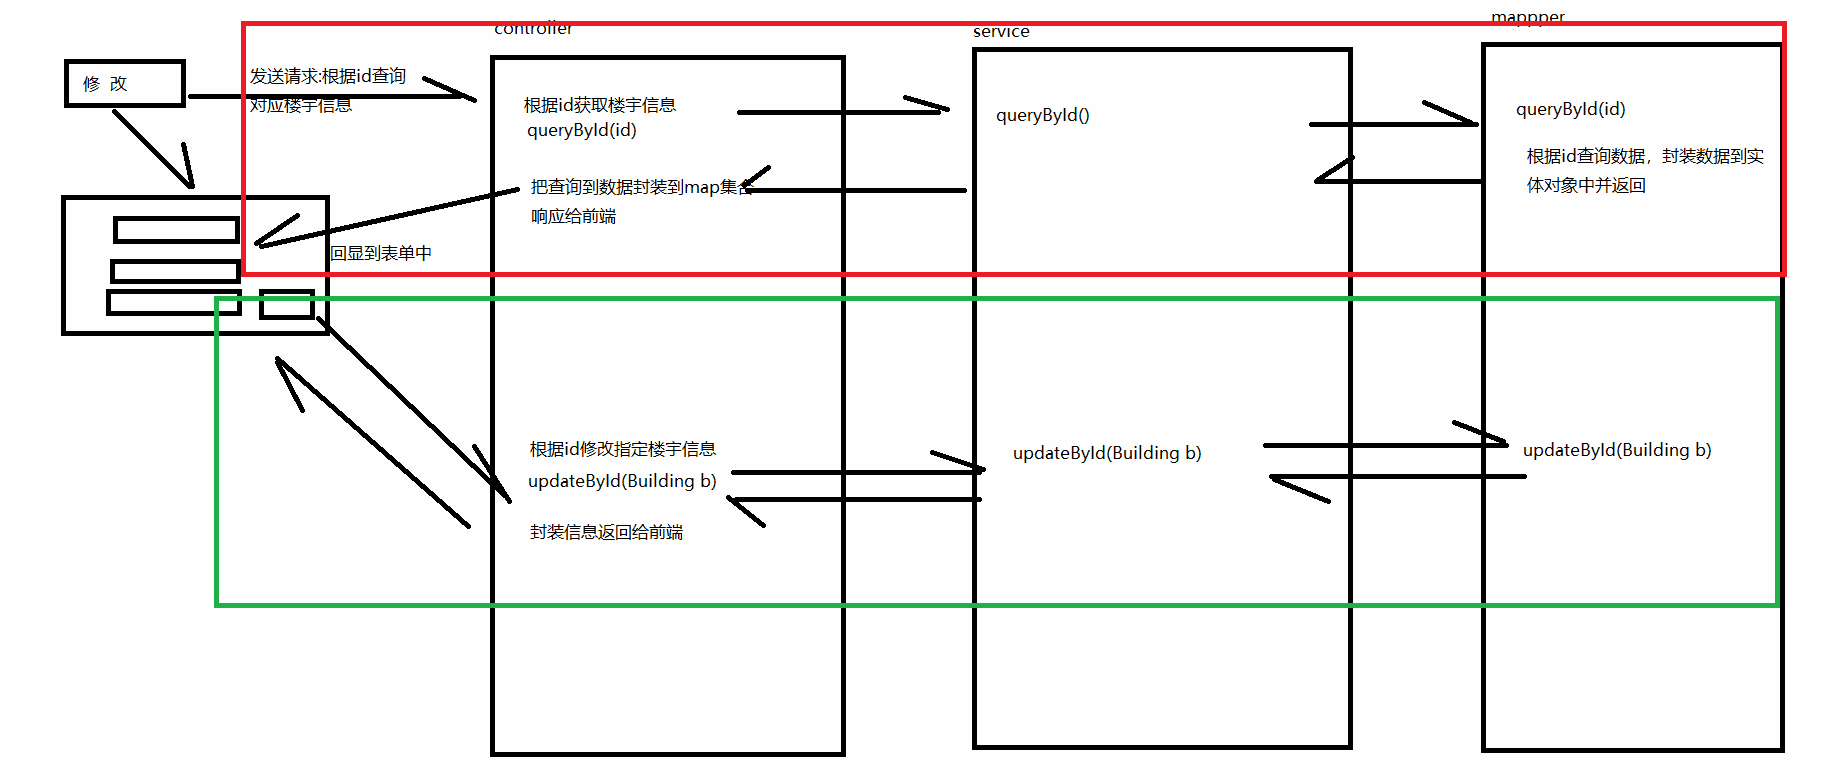 controller
service
mappper
修 改
发送请求:根据id查询
对应楼宇信息
根据id获取楼宇信息
queryById(id)
queryById()
queryById(id)
根据id查询数据，封装数据到实
体对象中并返回
把查询到数据封装到map集合
响应给前端
回显到表单中
根据id修改指定楼宇信息
updateById(Building b)
封装信息返回给前端
updateById(Building b)
updateById(Building b)